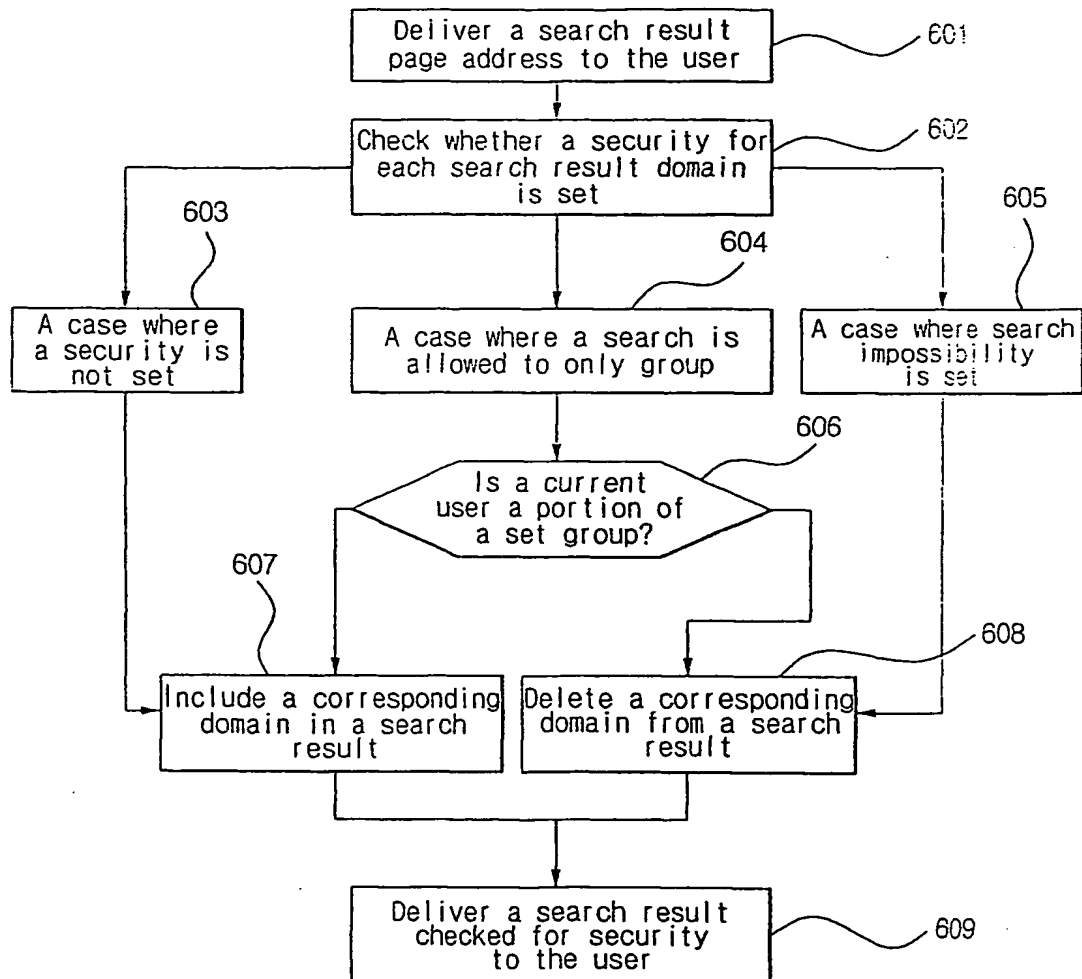 Deliver a search result
page address to the user
601
Check whether a security for
each search result domain
is set
602
603
A case where
a security is
not set
604
A case where a search is
allowed to only group
605
A case where search
impossibility
is set
606
Is a current
user a portion of
a set group?
607
Include a corresponding
domain in a search
result
608
Delete a corresponding
domain from a search
result
Deliver a search result
checked for security
to the user
609